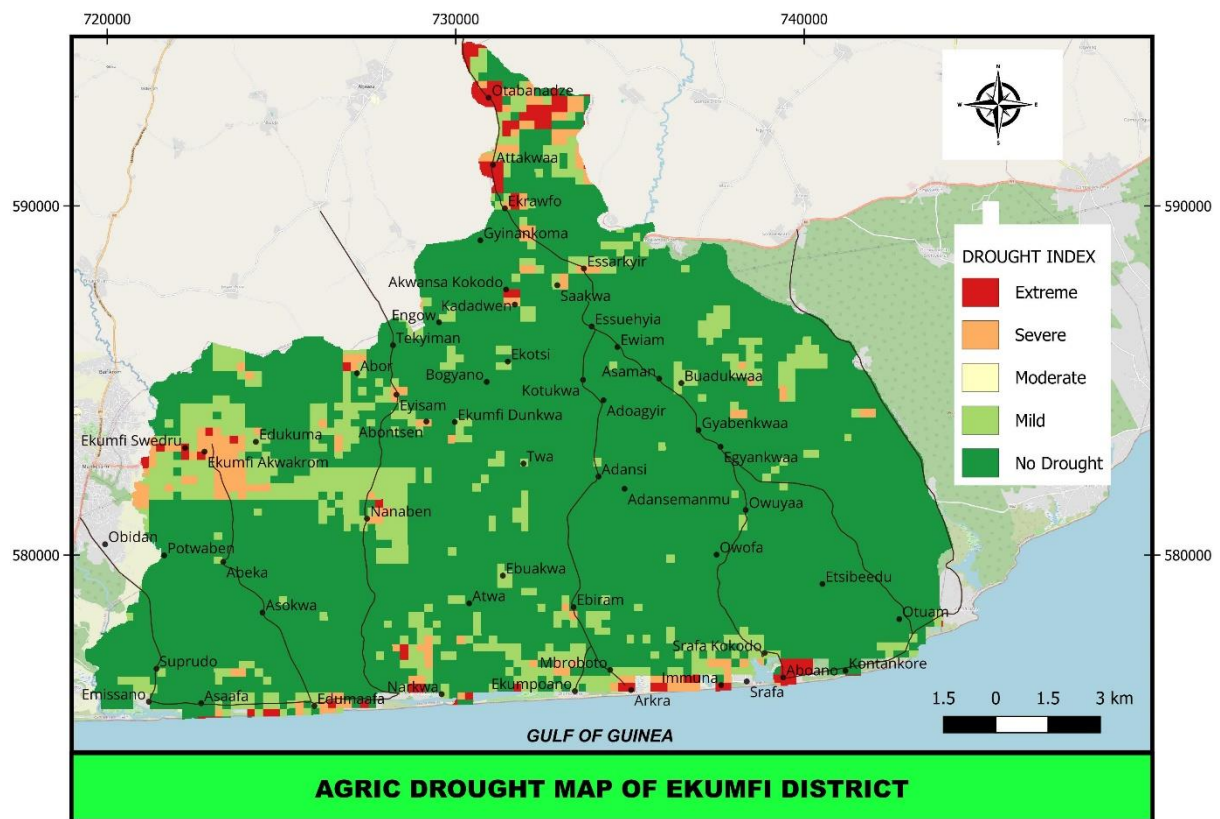 720000
730000
740000
N
W
E
S
Otabanadze
Attakwaa
590000
590000
Ekrawfo
Gyinankoma
DROUGHT INDEX
Essarkyir
Extreme
Akwansa Kokodo
Saakwa
Kadadwen
Severe
Engow
Essuehyia
Tekyiman
Ewiam
Moderate
Ekotsi
Abor
Asaman
Buadukwaa
Bogyano
Mild
Kotukwa
Eyisam
Adoagyir
Ekumfi Dunkwa
Abontsen
Gyabenkwaa
Ekumfi Swedru
Edukuma
Egyankwaa
No Drought
Ekumfi Akwakrom
Twa
Adansi
Adansemanmu
Nanaben
Owuyaa
Obidan
580000
580000
Potwaben
Owofa
Abeka
Ebuakwa
Etsibeedu
Atwa
Asokwa
Ebiram
Otuam
Srafa Kokodo
Suprudo
Mbroboto
Aboano
Kontankore
Immuna
Emissano
Asaafa
Edumaafa
Narkwa
Ekumpoano
Arkra
Srafa
1.5
0
1.5
3 km
GULF OF GUINEA
AGRIC DROUGHT MAP OF EKUMFI DISTRICT